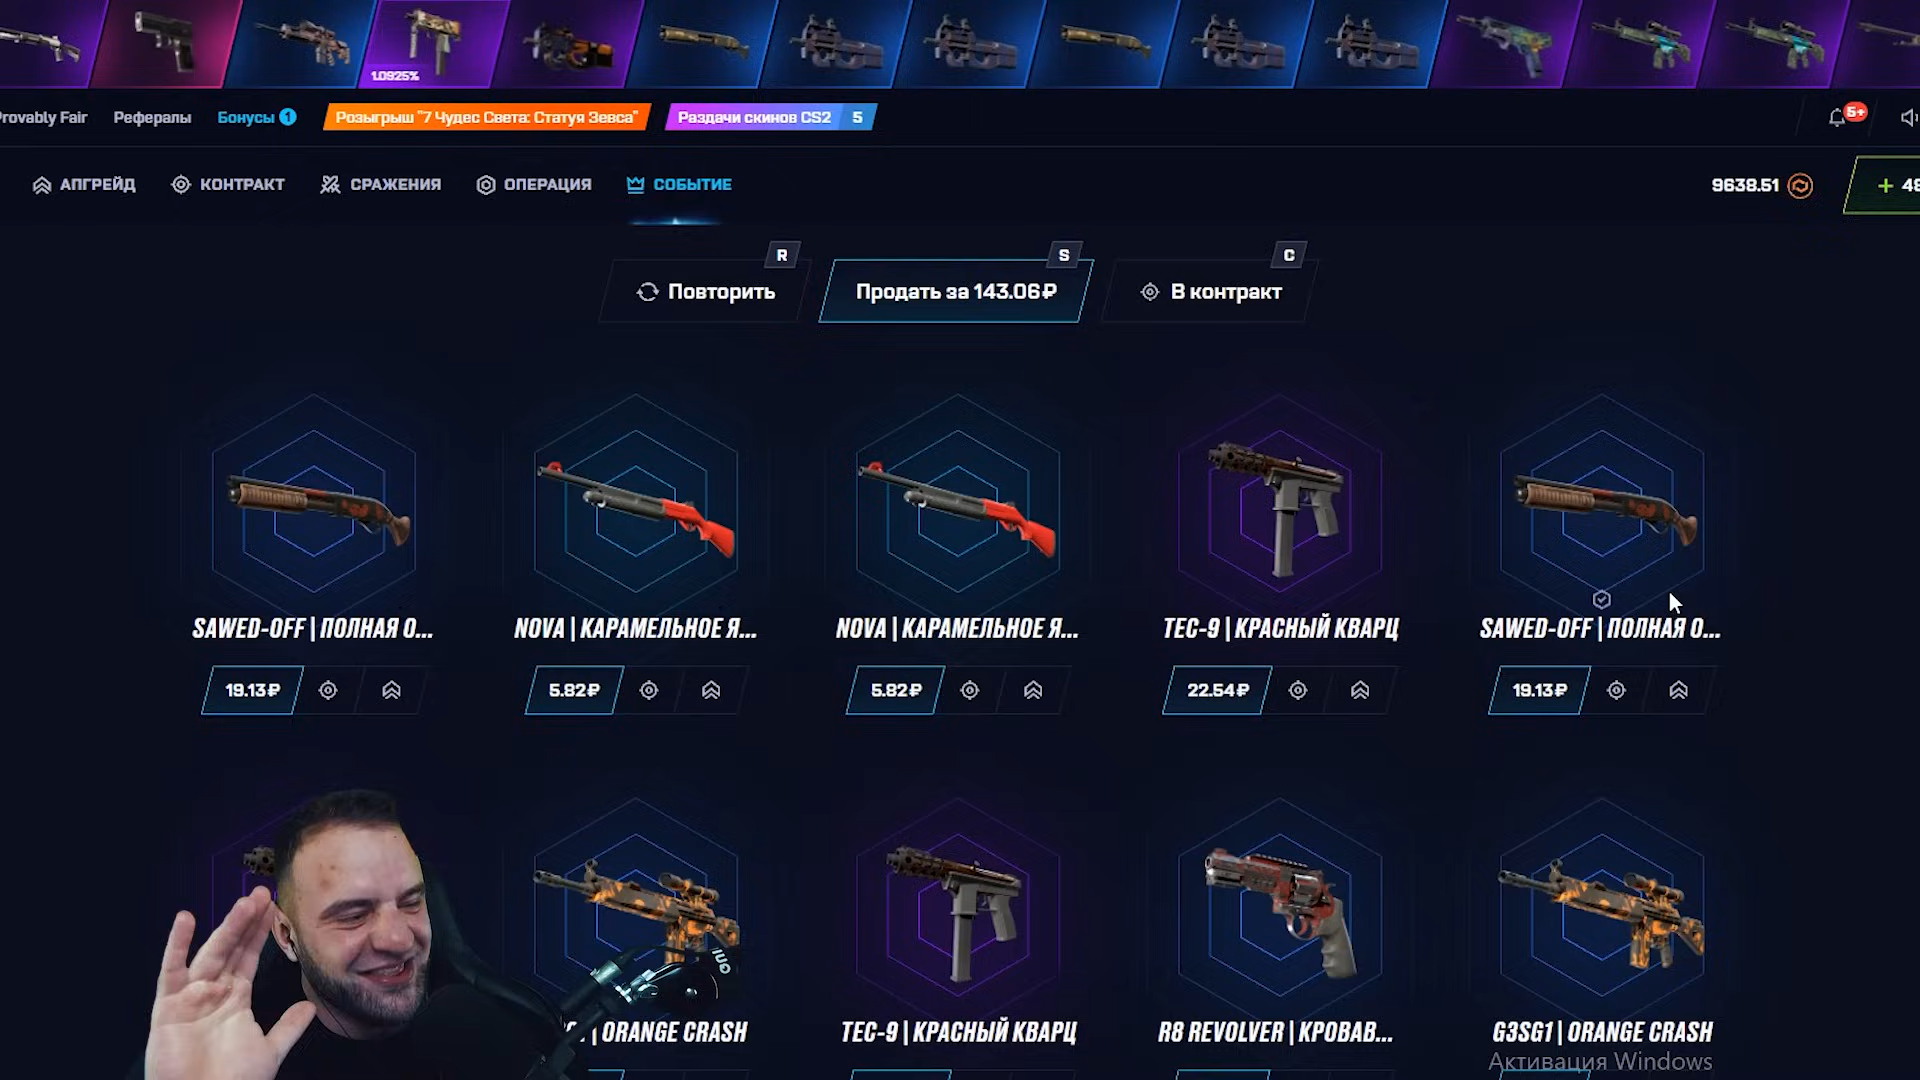 1.0925%
Provably Fair
Рефералы
Бонусы 1
Розыгрыш "7 Чудес Света: Статуя Зевса"
Раздачи скинов CS2 5
5+
АПГРЕЙД
КОНТРАКТ
СРАЖЕНИЯ
ОПЕРАЦИЯ
СОБЫТИЕ
9638.51
+ 48
R
S
C
Повторить
Продать за 143.06₽
В контракт
SAWED-OFF | ПОЛНАЯ О...
NOVA | КАРАМЕЛЬНОЕ Я...
NOVA | КАРАМЕЛЬНОЕ Я...
TEC-9 | КРАСНЫЙ КВАРЦ
SAWED-OFF | ПОЛНАЯ О...
19.13₽
5.82₽
5.82₽
22.54₽
19.13₽
| ORANGE CRASH
TEC-9 | КРАСНЫЙ КВАРЦ
R8 REVOLVER | КРОВАВ...
G3SG1 | ORANGE CRASH
Активация Windows